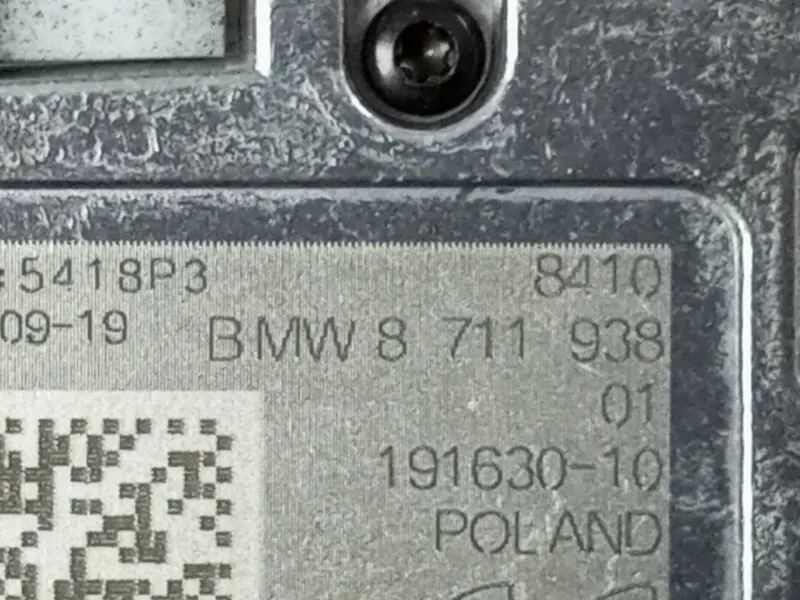 :5418P3 8410
09-19 BMW 8 711 938
01
191630-10
POLAND